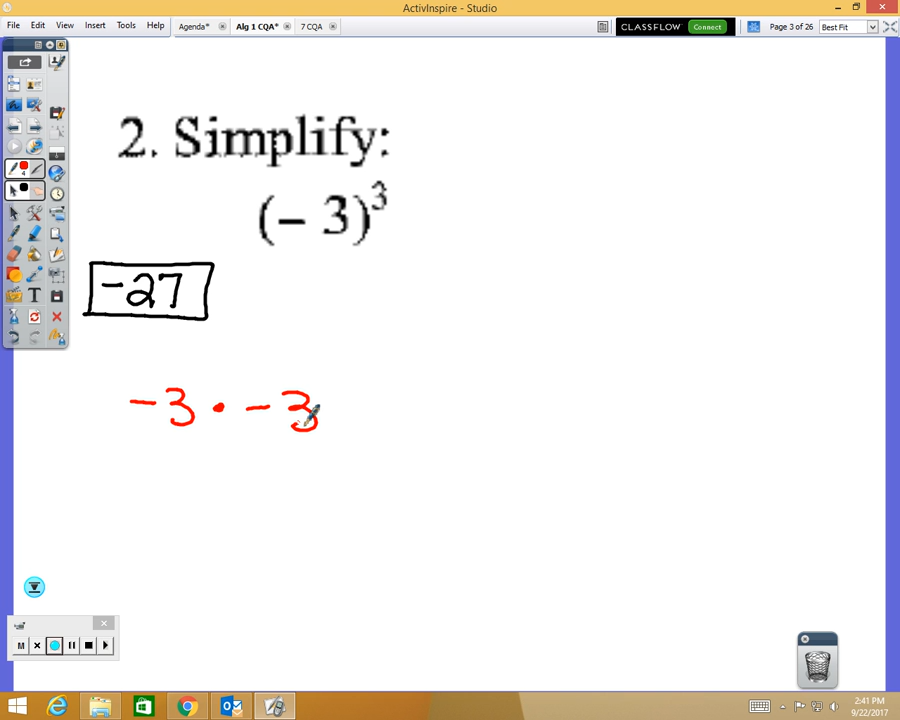 ActivInspire - Studio
File Edit View Insert Tools Help
Agenda* Alg 1 CQA* 7 CQA
CLASSFLOW Connect Page 3 of 26 Best Fit
4
2. Simplify:
(– 3)³
-27
-3 • -3
M
2:41 PM
9/22/2017